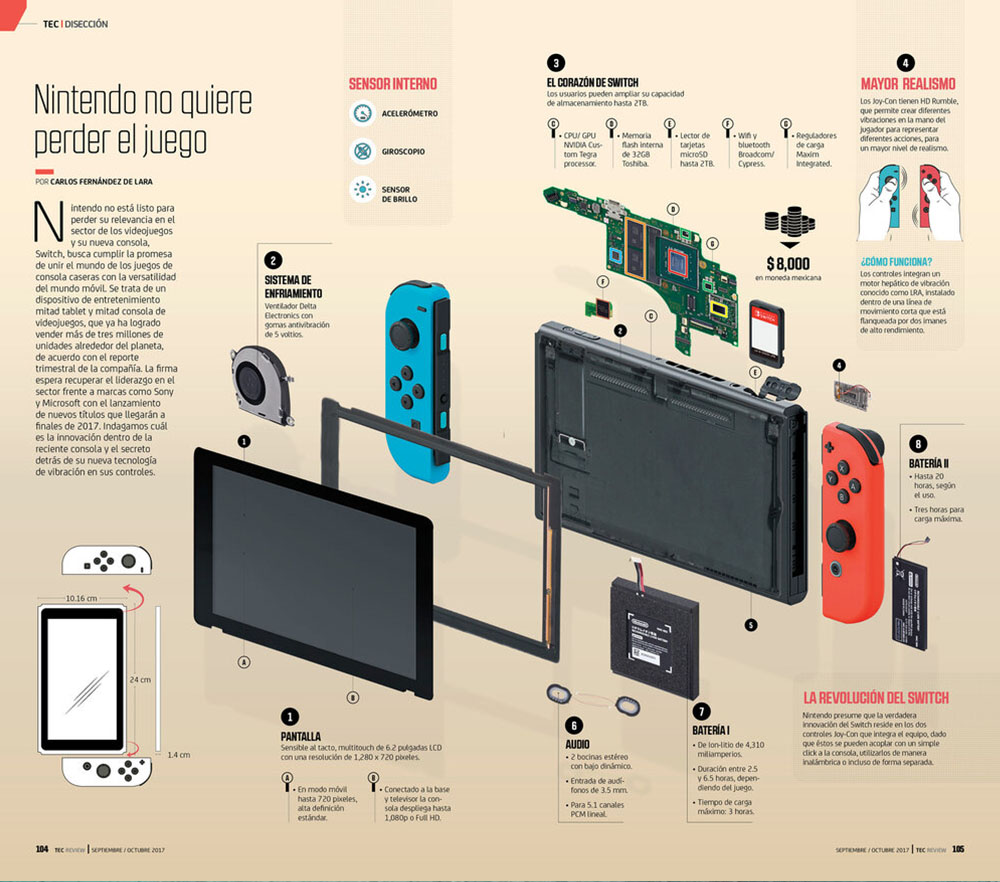 TEC | DISECCIÓN
Nintendo no quiere
perder el juego
POR CARLOS FERNÁNDEZ DE LARA
Nintendo no está listo para
perder su relevancia en el
sector de los videojuegos
y su nueva consola,
Switch, busca cumplir la promesa
de unir el mundo de los juegos de
consola caseras con la versatilidad
del mundo móvil. Se trata de un
dispositivo de entretenimiento
mitad tablet y mitad consola de
videojuegos, que ya ha logrado
vender más de tres millones de
unidades alrededor del planeta,
de acuerdo con el reporte
trimestral de la compañía. La firma
espera recuperar el liderazgo en el
sector frente a marcas como Sony
y Microsoft con el lanzamiento
de nuevos títulos que llegarán a
finales de 2017. Indagamos cuál
es la innovación dentro de la
reciente consola y el secreto
detrás de su nueva tecnología
de vibración en sus controles.
SENSOR INTERNO
ACELERÓMETRO
GIROSCOPIO
SENSOR
DE BRILLO
2
SISTEMA DE
ENFRIAMIENTO
Ventilador Delta
Electronics con
gomas antivibración
de 5 voltios.
3
EL CORAZÓN DE SWITCH
Los usuarios pueden ampliar su capacidad
de almacenamiento hasta 2TB.
C
• CPU/ GPU
NVIDIA Cus-
tom Tegra
procesador.
D
• Memoria
flash interna
de 32GB
Toshiba.
E
• Lector de
tarjetas
microSD
hasta 2TB.
F
• Wifi y
bluetooth
Broadcom/
Cypress.
G
• Reguladores
de carga
Maxim
Integrated.
4
MAYOR REALISMO
Los Joy-Con tienen HD Rumble,
que permite crear diferentes
vibraciones en la mano del
jugador para representar
diferentes acciones, para
un mayor nivel de realismo.
¿CÓMO FUNCIONA?
Los controles integran un
motor hepático de vibración
conocido como LRA, instalado
dentro de una línea de
movimiento corta que está
flanqueada por dos imanes
de alto rendimiento.
$ 8,000
en moneda mexicana
D
G
F
2
C
E
4
1
A
B
5
X
Y
A
B
8
BATERÍA II
• Hasta 20
horas, según
el uso.
• Tres horas para
carga máxima.
10.16 cm
24 cm
1.4 cm
1
PANTALLA
Sensible al tacto, multitouch de 6.2 pulgadas LCD
con una resolución de 1,280 x 720 pixeles.
A
• En modo móvil
hasta 720 pixeles,
alta definición
estándar.
B
• Conectado a la base
y televisor la con-
sola despliega hasta
1,080p o Full HD.
6
AUDIO
• 2 bocinas estéreo
con bajo dinámico.
• Entrada de audí-
fonos de 3.5 mm.
• Para 5.1 canales
PCM lineal.
7
BATERÍA I
• De Ion-litio de 4,310
miliamperios.
• Duración entre 2.5
y 6.5 horas, depen-
diendo del juego.
• Tiempo de carga
máximo: 3 horas.
LA REVOLUCIÓN DEL SWITCH
Nintendo presume que la verdadera
innovación del Switch reside en los dos
controles Joy-Con que integra el equipo, dado
que éstos se pueden acoplar con un simple
click a la consola, utilizarlos de manera
inalámbrica o incluso de forma separada.
104 TEC REVIEW | SEPTIEMBRE / OCTUBRE 2017
SEPTIEMBRE / OCTUBRE 2017 | TEC REVIEW 105